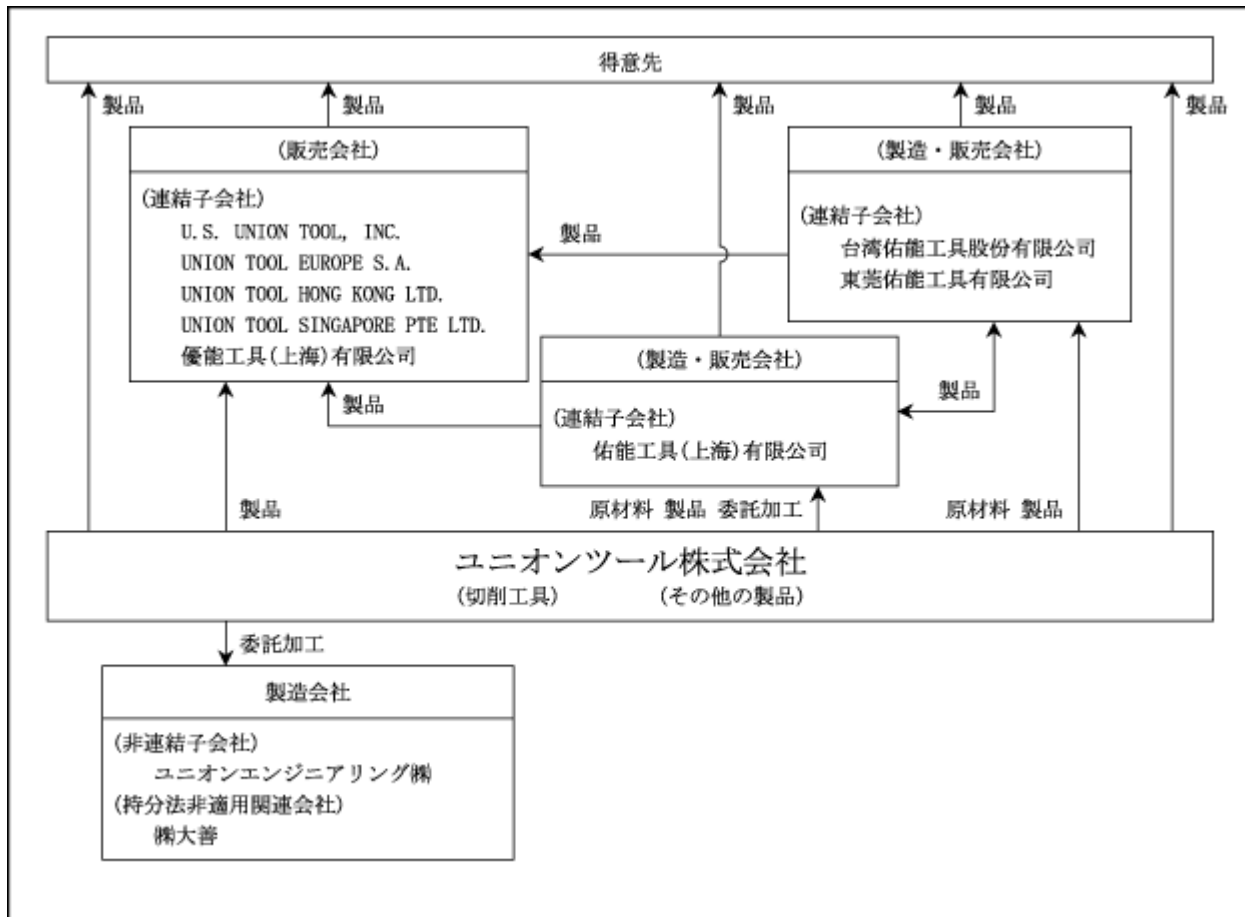 得意先
製品
製品
製品
製品
製品
(販売会社)
(連結子会社)
U.S. UNION TOOL, INC.
UNION TOOL EUROPE S.A.
UNION TOOL HONG KONG LTD.
UNION TOOL SINGAPORE PTE LTD.
優能工具(上海)有限公司
製品
(製造・販売会社)
(連結子会社)
台湾佑能工具股份有限公司
東莞佑能工具有限公司
(製造・販売会社)
(連結子会社)
佑能工具(上海)有限公司
製品
製品
製品
原材料 製品 委託加工
原材料 製品
ユニオンツール株式会社
(切削工具) (その他の製品)
委託加工
製造会社
(非連結子会社)
ユニオンエンジニアリング㈱
(持分法非適用関連会社)
㈱大善